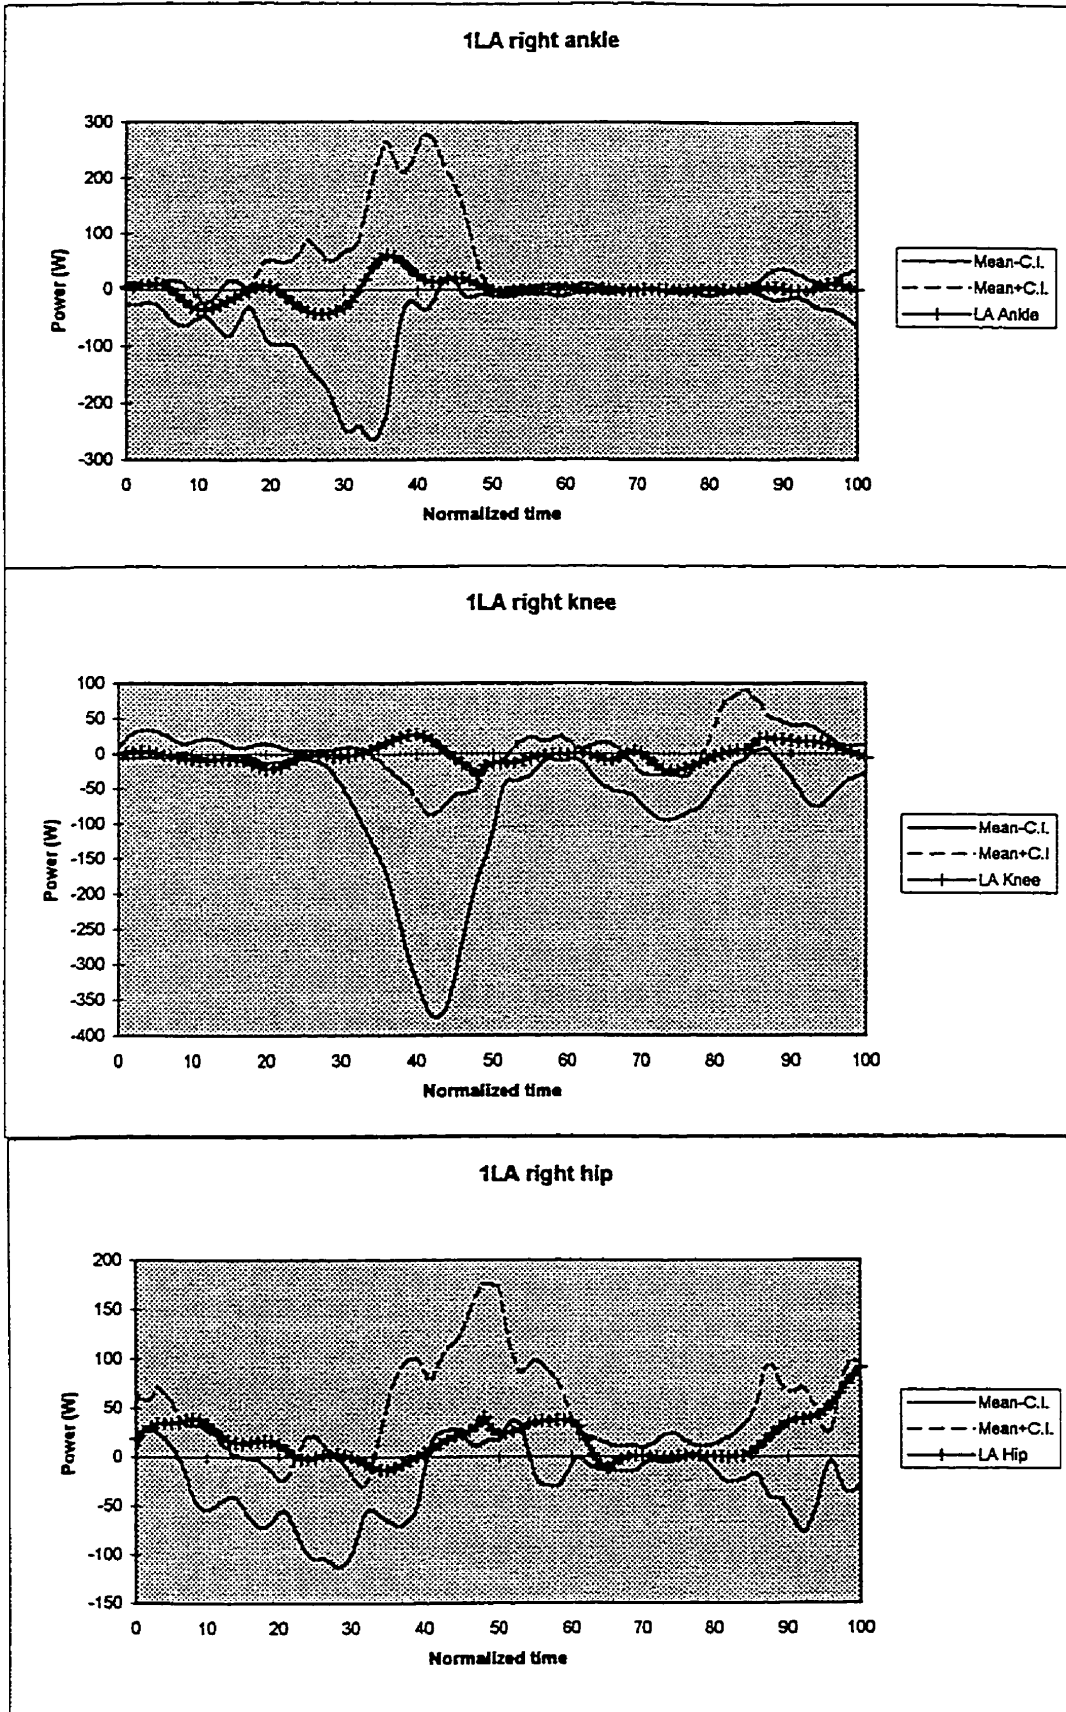 1LA right ankle
300
200
100
0
-100
-200
-300
Power (W)
0 10 20 30 40 50 60 70 80 90 100
Normalized time
Mean-C.I.
Mean+C.I.
LA Ankle
1LA right knee
100
50
0
-50
-100
-150
-200
-250
-300
-350
-400
Power (W)
0 10 20 30 40 50 60 70 80 90 100
Normalized time
Mean-C.I.
Mean+C.I
LA Knee
1LA right hip
200
150
100
50
0
-50
-100
-150
Power (W)
0 10 20 30 40 50 60 70 80 90 100
Normalized time
Mean-C.I.
Mean+C.I.
LA Hip